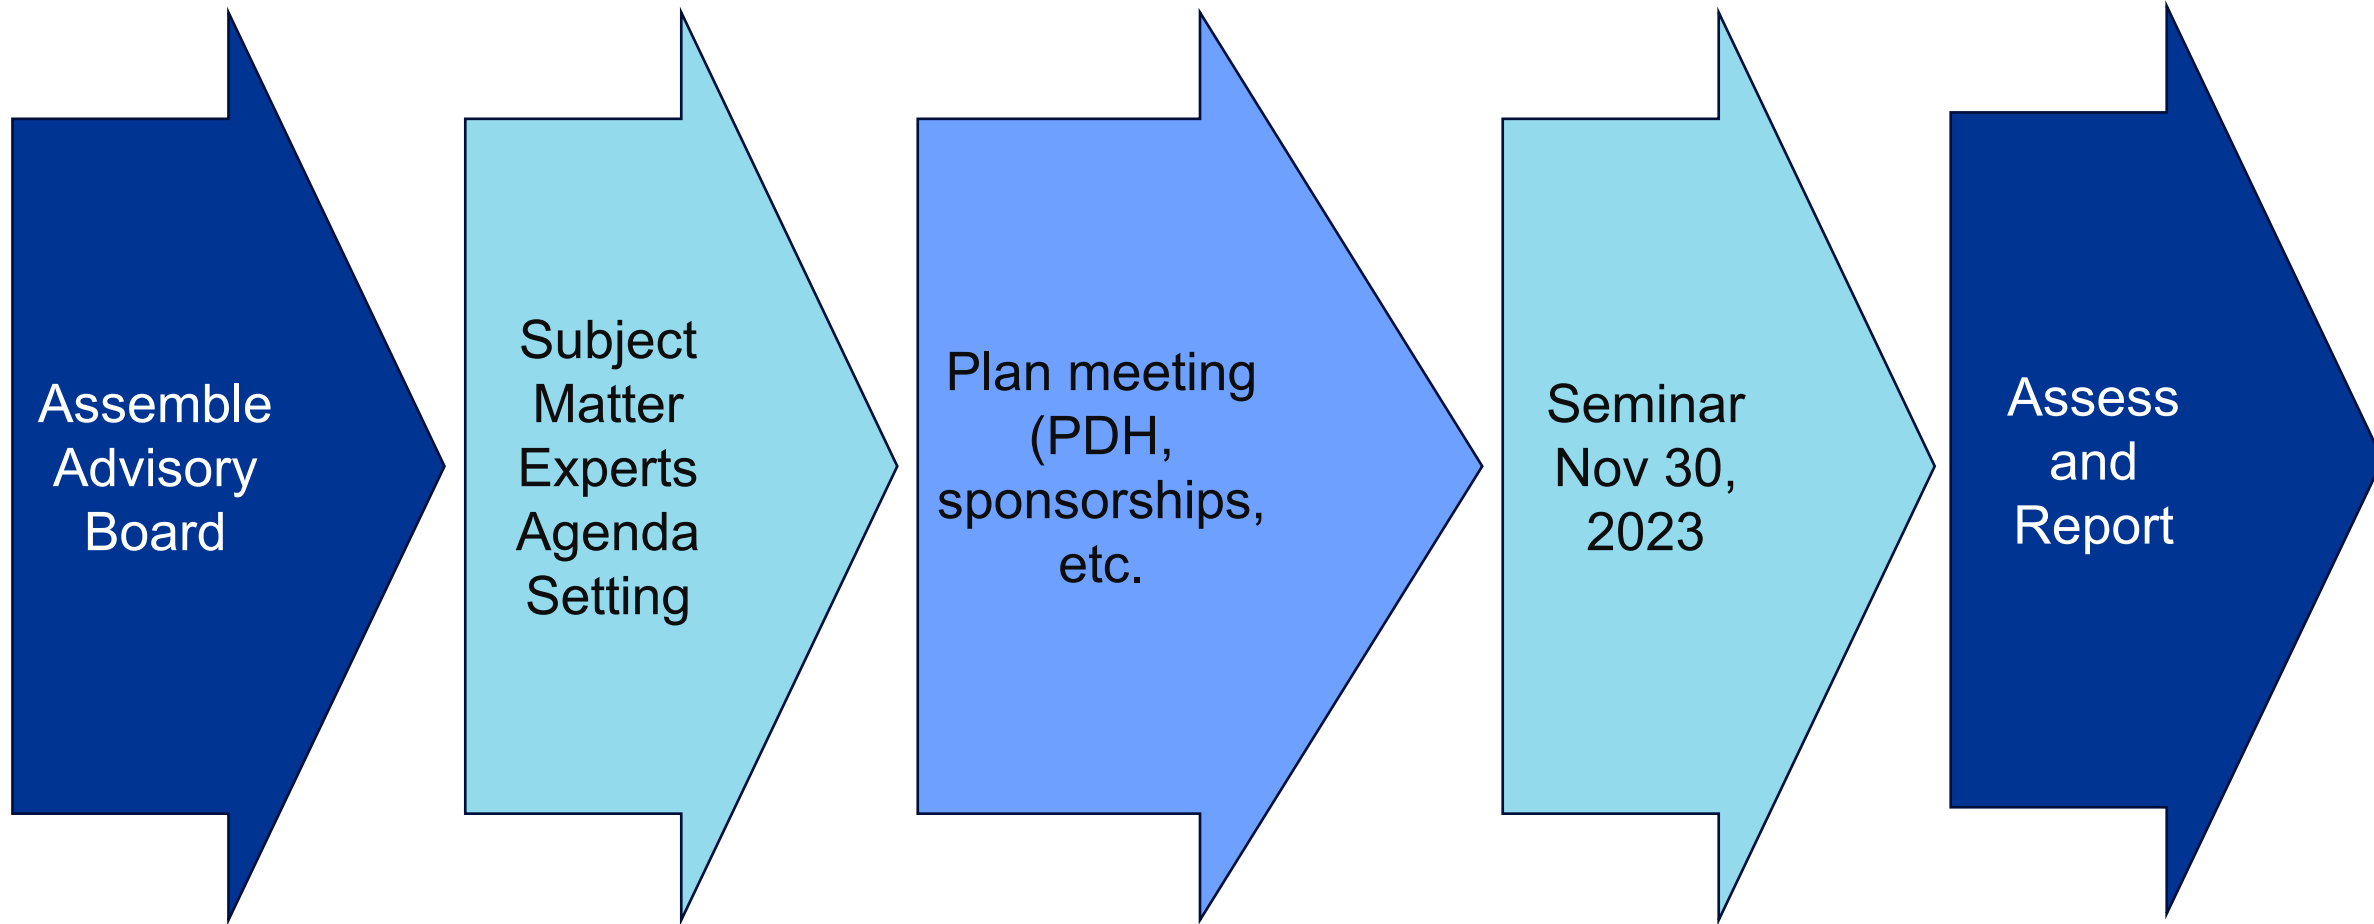 Assemble
Advisory
Board
Subject
Matter
Experts
Agenda
Setting
Plan meeting
(PDH,
sponsorships,
etc.
Seminar
Nov 30,
2023
Assess
and
Report